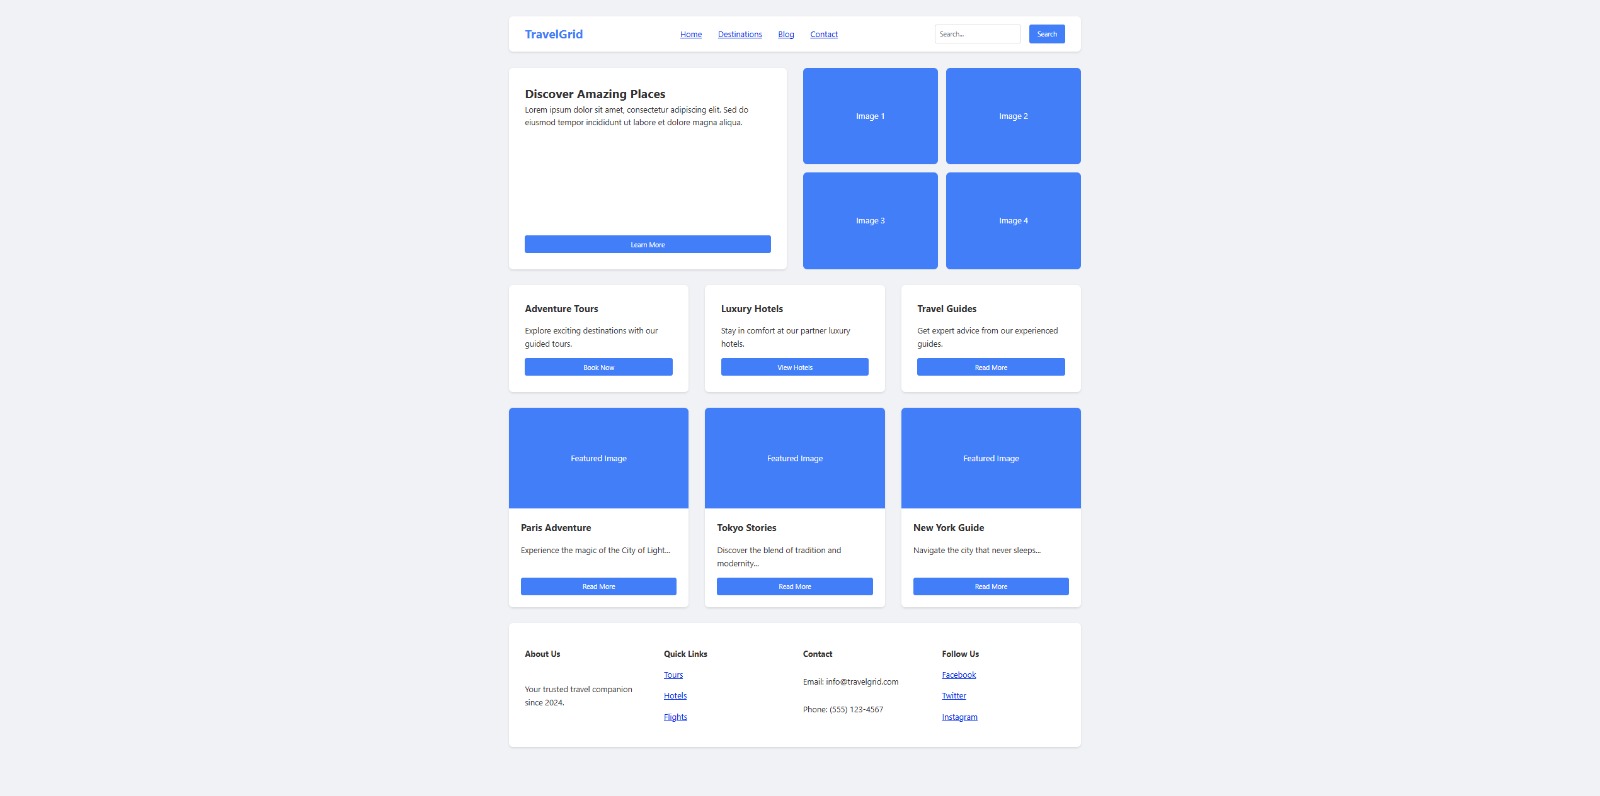 TravelGrid
Home
Destinations
Blog
Contact
Search...
Search
Discover Amazing Places
Lorem ipsum dolor sit amet, consectetur adipiscing elit. Sed do
eiusmod tempor incididunt ut labore et dolore magna aliqua.
Learn More
Image 1
Image 2
Image 3
Image 4
Adventure Tours
Explore exciting destinations with our
guided tours.
Book Now
Luxury Hotels
Stay in comfort at our partner luxury
hotels.
View Hotels
Travel Guides
Get expert advice from our experienced
guides.
Read More
Featured Image
Paris Adventure
Experience the magic of the City of Light...
Read More
Featured Image
Tokyo Stories
Discover the blend of tradition and
modernity...
Read More
Featured Image
New York Guide
Navigate the city that never sleeps...
Read More
About Us
Your trusted travel companion
since 2024.
Quick Links
Tours
Hotels
Flights
Contact
Email: info@travelgrid.com
Phone: (555) 123-4567
Follow Us
Facebook
Twitter
Instagram